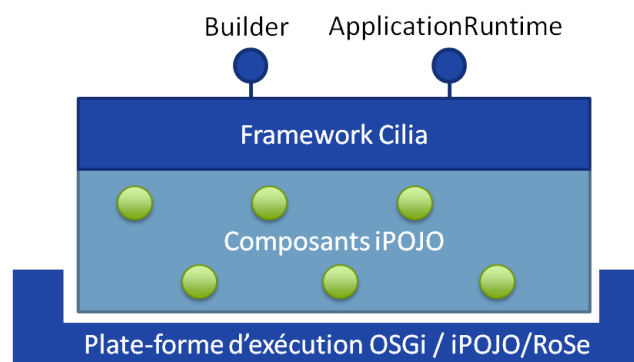 Builder
ApplicationRuntime
Framework Cilia
Composants iPOJO
Plate-forme d'exécution OSGi / iPOJO/RoSe